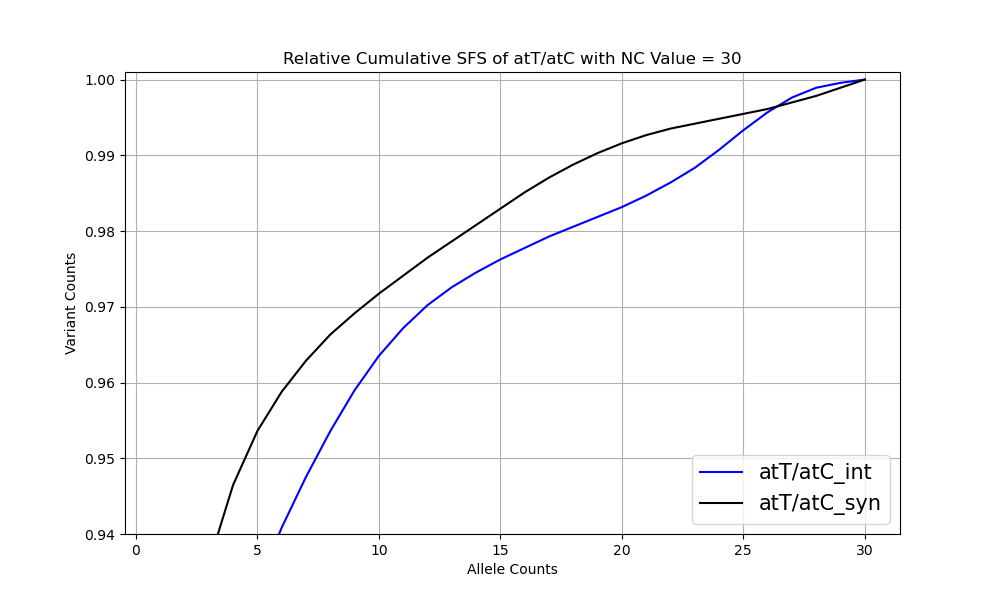 Relative Cumulative SFS of atT/atC with NC Value = 30
Variant Counts
1.00
0.99
0.98
0.97
0.96
0.95
0.94
0 5 10 15 20 25 30
Allele Counts
atT/atC_int
atT/atC_syn